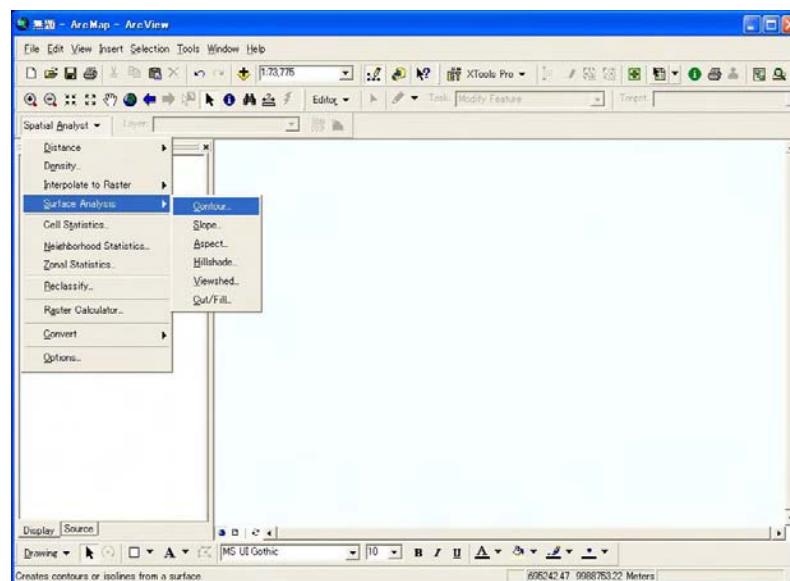 無題 - ArcMap - ArcView
File Edit View Insert Selection Tools Window Help
1:73,775 XTools Pro
Editor Task: Modify Feature Target:
Spatial Analyst Layer:
Distance
Density...
Interpolate to Raster
Surface Analysis
Cell Statistics...
Neighborhood Statistics...
Zonal Statistics...
Reclassify...
Raster Calculator...
Convert
Options...
Contour...
Slope...
Aspect...
Hillshade...
Viewshed...
Cut/Fill...
Display Source
Drawing A MS UI Gothic 10 B I U A
Creates contours or isolines from a surface 695242.47 9988753.22 Meters